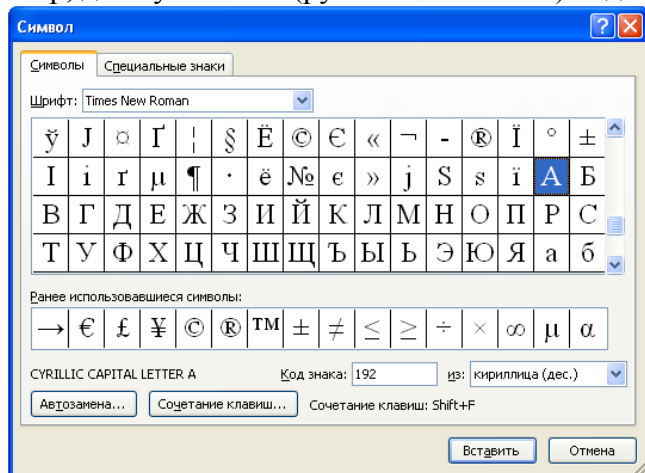 Символ
Символы Специальные знаки
Шрифт: Times New Roman
ў Ј ¤ Ґ ¦ § Ё © Є « ¬ - ® Ї ° ±
І і ґ µ ¶ · ё № є » ј Ѕ ѕ ї А Б
В Г Д Е Ж З И Й К Л М Н О П Р С
Т У Ф Х Ц Ч Ш Щ Ъ Ы Ь Э Ю Я а б
Ранее использовавшиеся символы:
→ € £ ¥ © ® ™ ± ≠ ≤ ≥ ÷ × ∞ µ α
CYRILLIC CAPITAL LETTER A Код знака: 192 из: кириллица (дес.)
Автозамена... Сочетание клавиш... Сочетание клавиш: Shift+F
Вставить Отмена